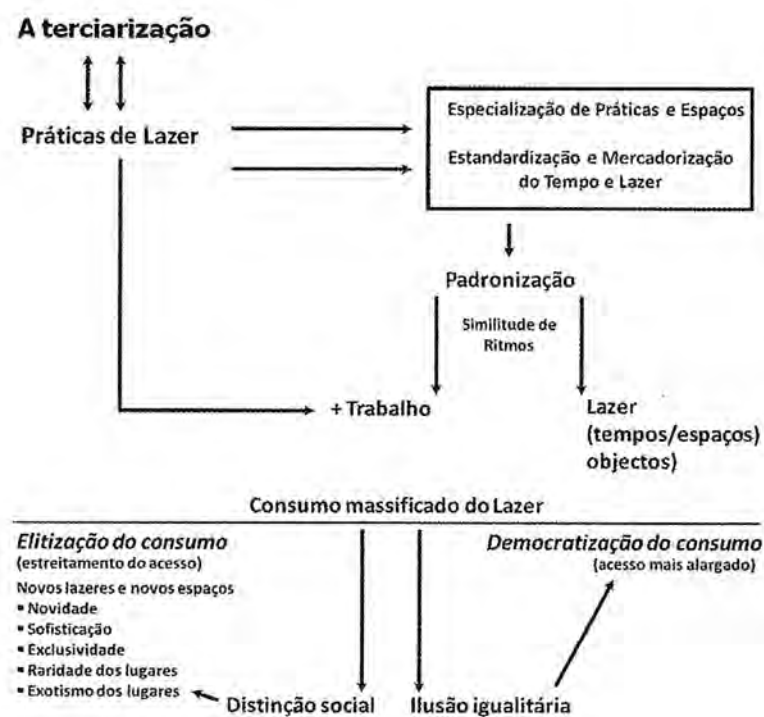 A terciarização
Práticas de Lazer
Especialização de Práticas e Espaços
Estandardização e Mercadorização
do Tempo e Lazer
Padronização
Similitude de
Ritmos
+ Trabalho
Lazer
(tempos/espaços)
objectos)
Consumo massificado do Lazer
Elitização do consumo
(estreitamento do acesso)
Novos lazeres e novos espaços
▪ Novidade
▪ Sofisticação
▪ Exclusividade
▪ Raridade dos lugares
▪ Exotismo dos lugares
Democratização do consumo
(acesso mais alargado)
Distinção social
Ilusão igualitária